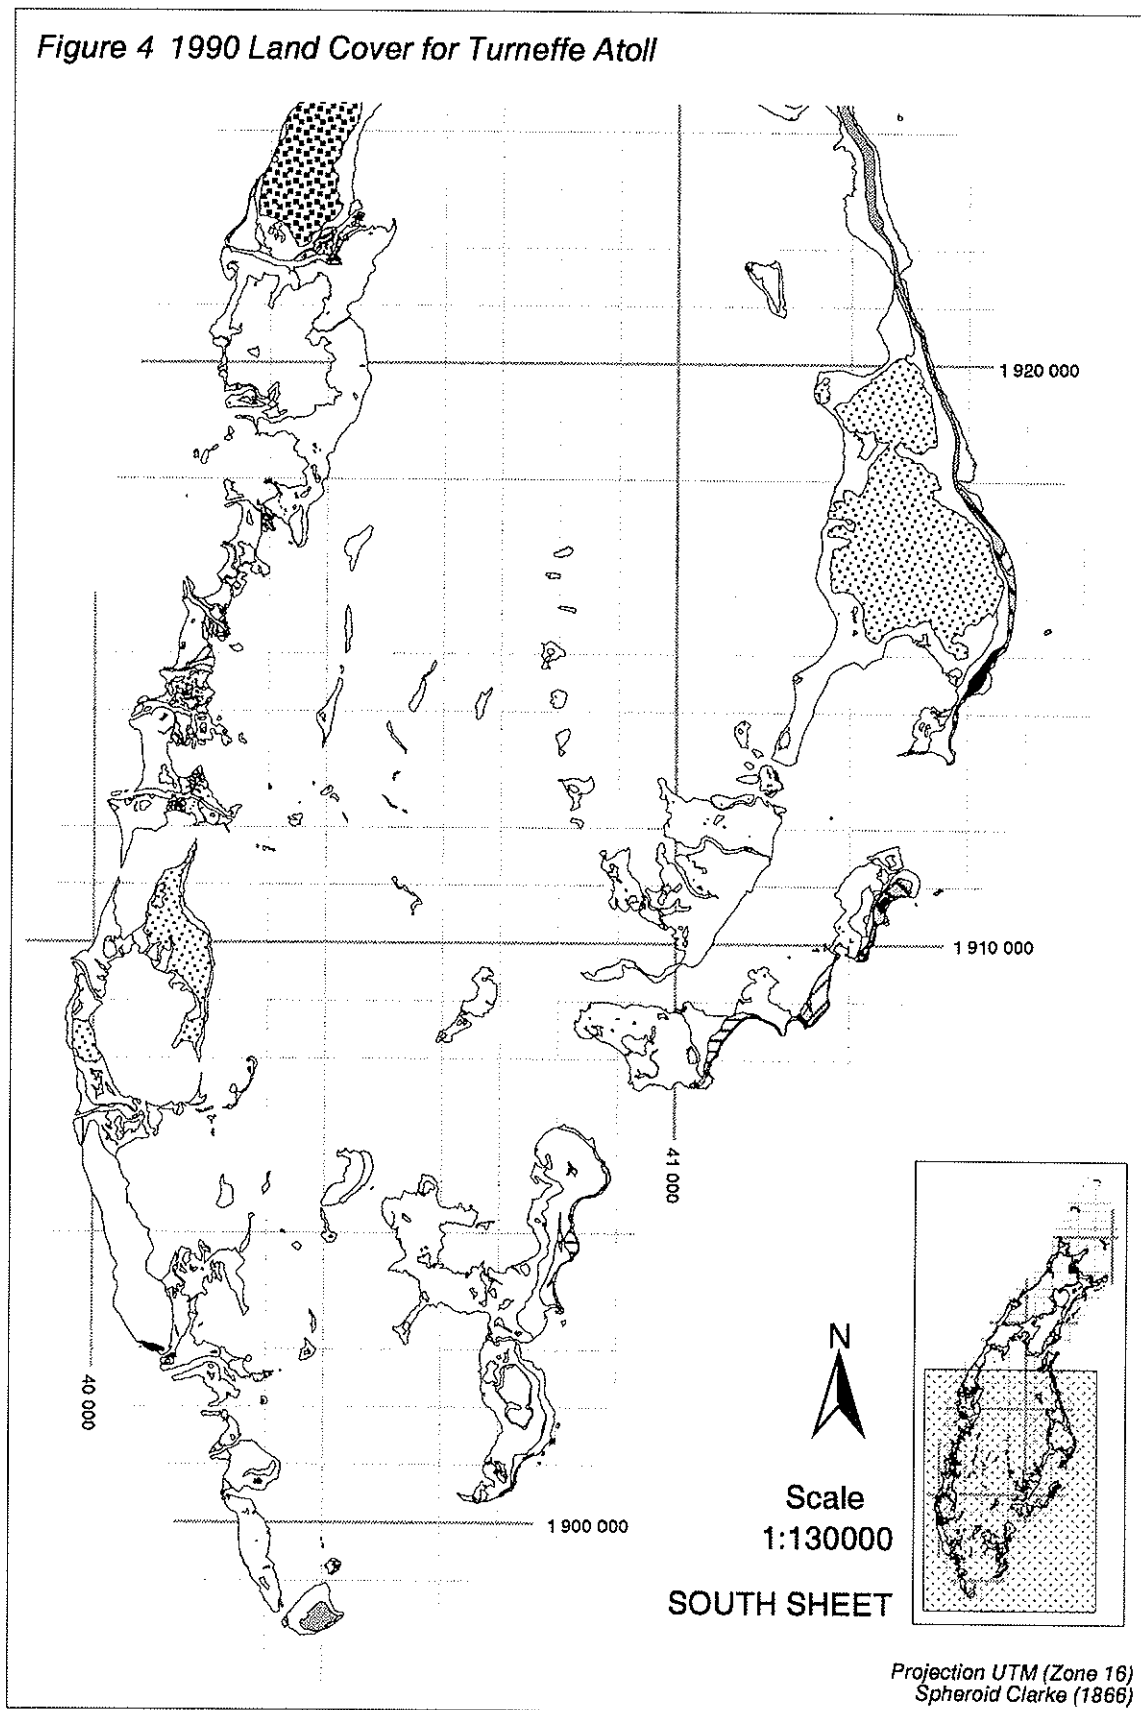 Figure 4 1990 Land Cover for Turneffe Atoll
1 920 000
1 910 000
41 000
40 000
1 900 000
N
Scale
1:130000
SOUTH SHEET
Projection UTM (Zone 16)
Spheroid Clarke (1866)